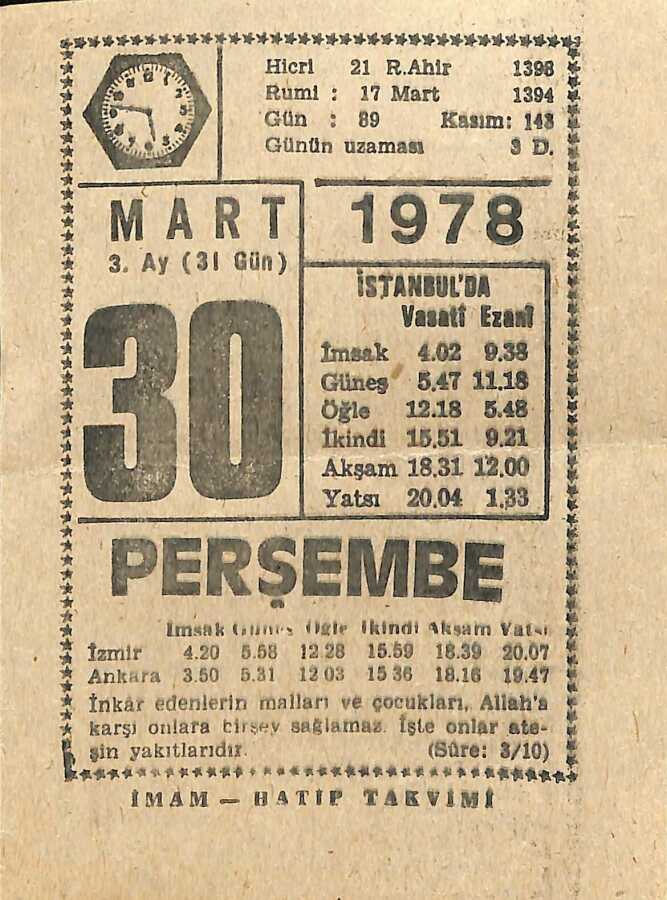 Hicri 21 R.Ahir 1398
Rumi : 17 Mart 1394
Gün : 89 Kasım: 143
Günün uzaması 3 D.
MART
3. Ay (31 Gün)
30
1978
İSTANBUL'DA
Vasatî Ezanî
İmsak 4.02 9.38
Güneş 5.47 11.18
Öğle 12.18 5.48
İkindi 15.51 9.21
Akşam 18.31 12.00
Yatsı 20.04 1.33
PERŞEMBE
İmsak Güneş Öğle İkindi Akşam Yatsı
İzmir 4.20 5.58 12 28 15.59 18.39 20.07
Ankara 3.50 5.31 12 03 15 36 18.16 19.47
İnkâr edenlerin malları ve çocukları, Allah'a
karşı onlara birşey sağlamaz. İşte onlar ate-
şin yakıtlarıdır. (Sûre: 3/10)
İMAM — HATİP TAKVİMİ